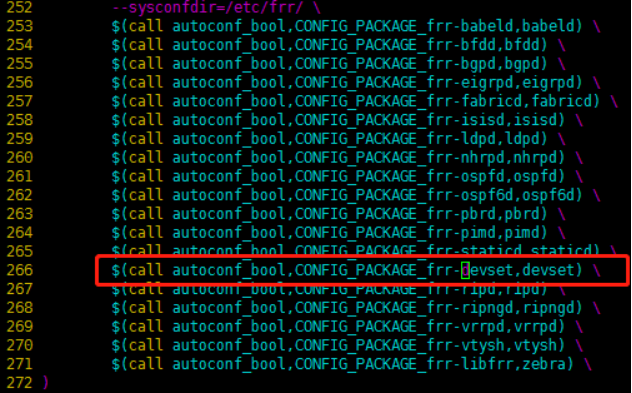 252 --sysconfdir=/etc/frr/ \
253 $(call autoconf_bool,CONFIG_PACKAGE_frr-babeld,babeld) \
254 $(call autoconf_bool,CONFIG_PACKAGE_frr-bfdd,bfdd) \
255 $(call autoconf_bool,CONFIG_PACKAGE_frr-bgpd,bgpd) \
256 $(call autoconf_bool,CONFIG_PACKAGE_frr-eigrpd,eigrpd) \
257 $(call autoconf_bool,CONFIG_PACKAGE_frr-fabricd,fabricd) \
258 $(call autoconf_bool,CONFIG_PACKAGE_frr-isisd,isisd) \
259 $(call autoconf_bool,CONFIG_PACKAGE_frr-ldpd,ldpd) \
260 $(call autoconf_bool,CONFIG_PACKAGE_frr-nhrpd,nhrpd) \
261 $(call autoconf_bool,CONFIG_PACKAGE_frr-ospfd,ospfd) \
262 $(call autoconf_bool,CONFIG_PACKAGE_frr-ospf6d,ospf6d) \
263 $(call autoconf_bool,CONFIG_PACKAGE_frr-pbrd,pbrd) \
264 $(call autoconf_bool,CONFIG_PACKAGE_frr-pimd,pimd) \
265 $(call autoconf_bool,CONFIG_PACKAGE_frr-staticd,staticd) \
266 $(call autoconf_bool,CONFIG_PACKAGE_frr-devset,devset) \
267 $(call autoconf_bool,CONFIG_PACKAGE_frr-ripd,ripd) \
268 $(call autoconf_bool,CONFIG_PACKAGE_frr-ripngd,ripngd) \
269 $(call autoconf_bool,CONFIG_PACKAGE_frr-vrrpd,vrrpd) \
270 $(call autoconf_bool,CONFIG_PACKAGE_frr-vtysh,vtysh) \
271 $(call autoconf_bool,CONFIG_PACKAGE_frr-libfrr,zebra) \
272 )